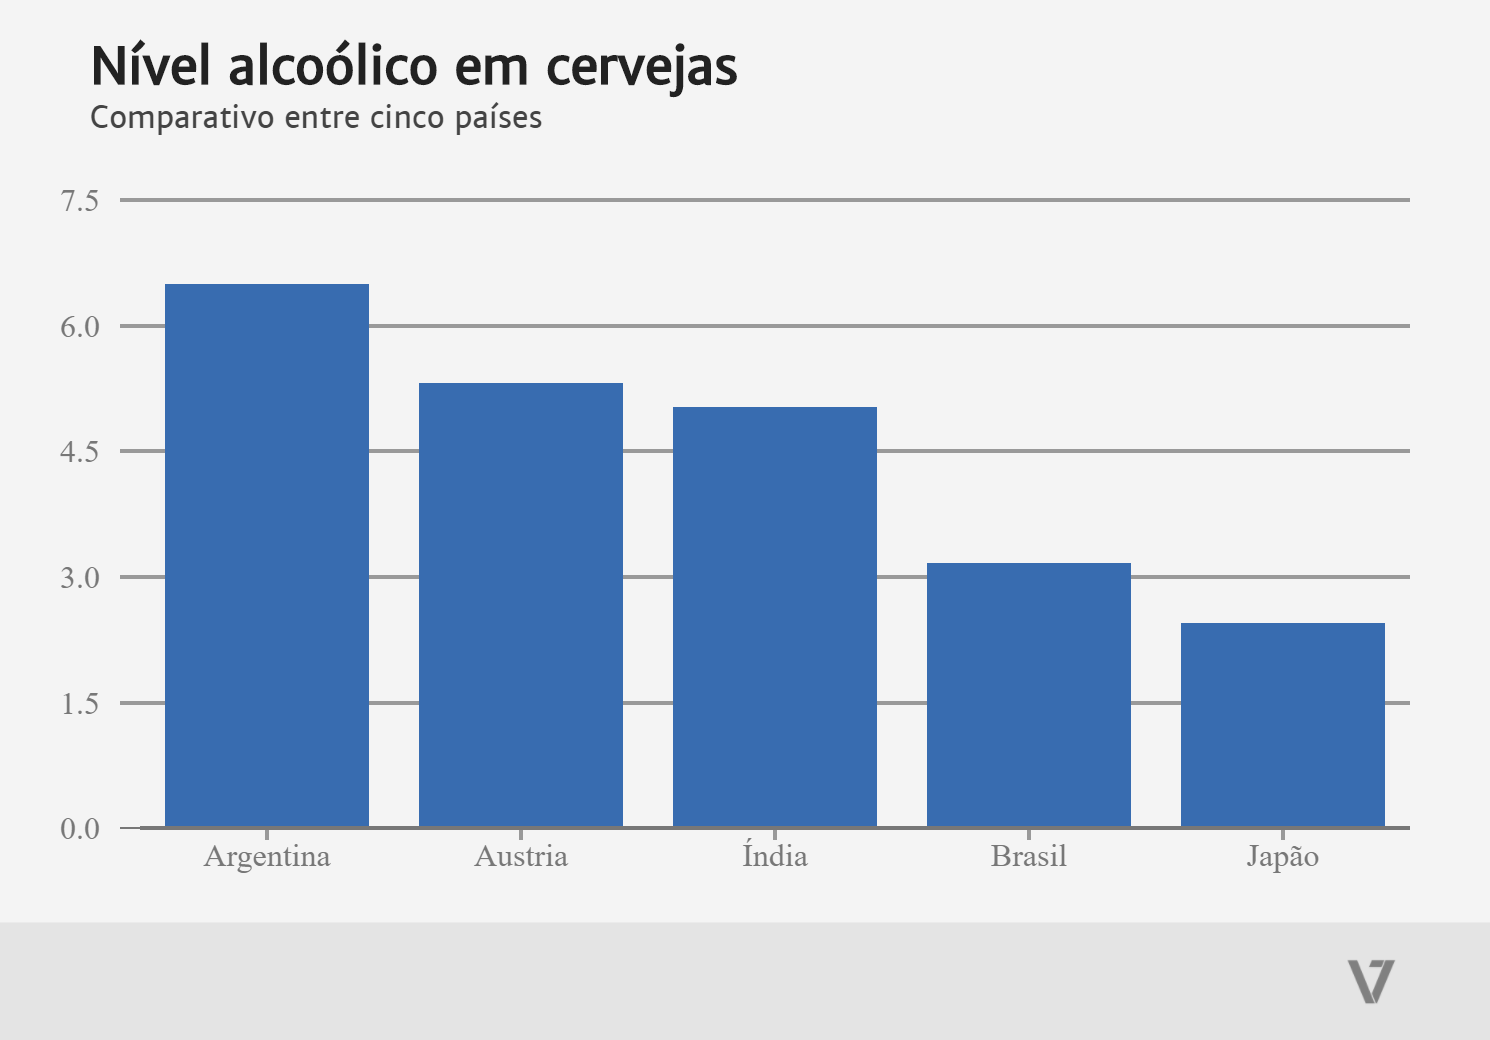 Nível alcoólico em cervejas
Comparativo entre cinco países
7.5
6.0
4.5
3.0
1.5
0.0
Argentina Austria Índia Brasil Japão
V7